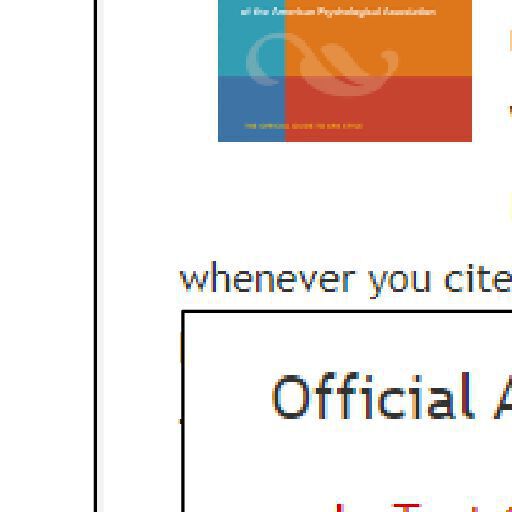 of the American Psychological Association
THE OFFICIAL GUIDE TO APA STYLE
whenever you cite
Official A